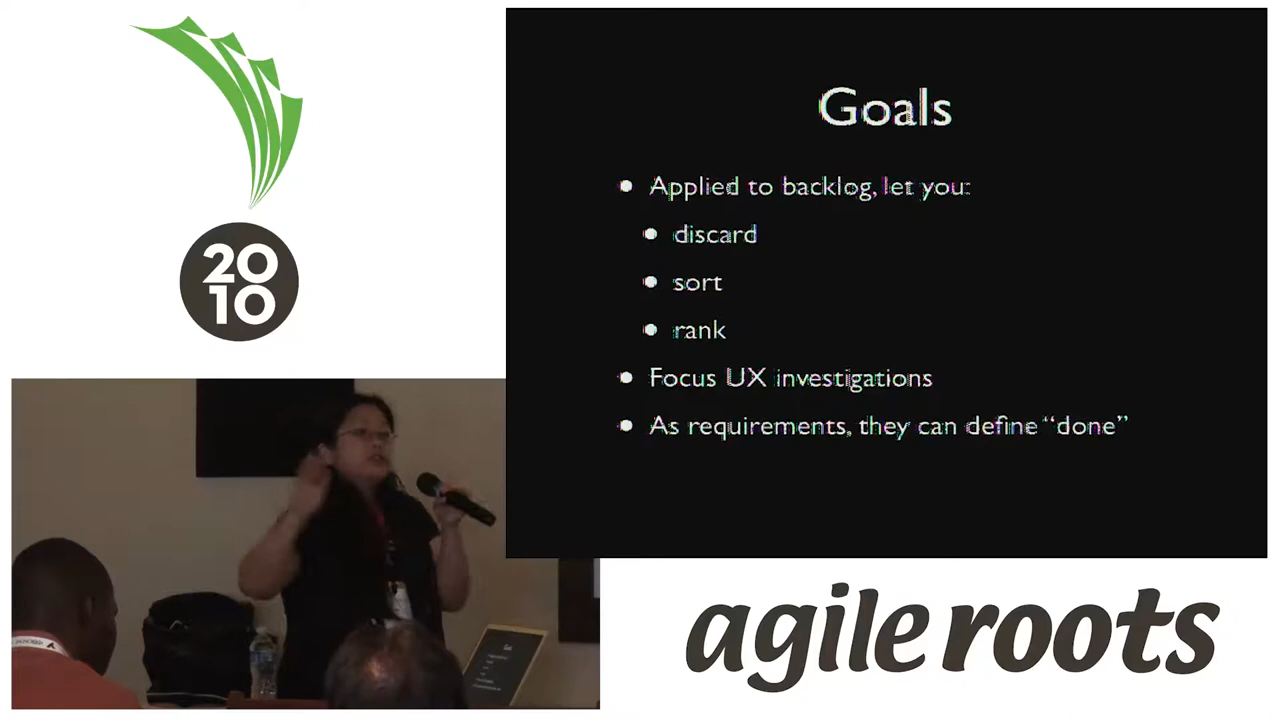 20
10
Goals
Applied to backlog, let you:
discard
sort
rank
Focus UX investigations
As requirements, they can define “done”
agile roots